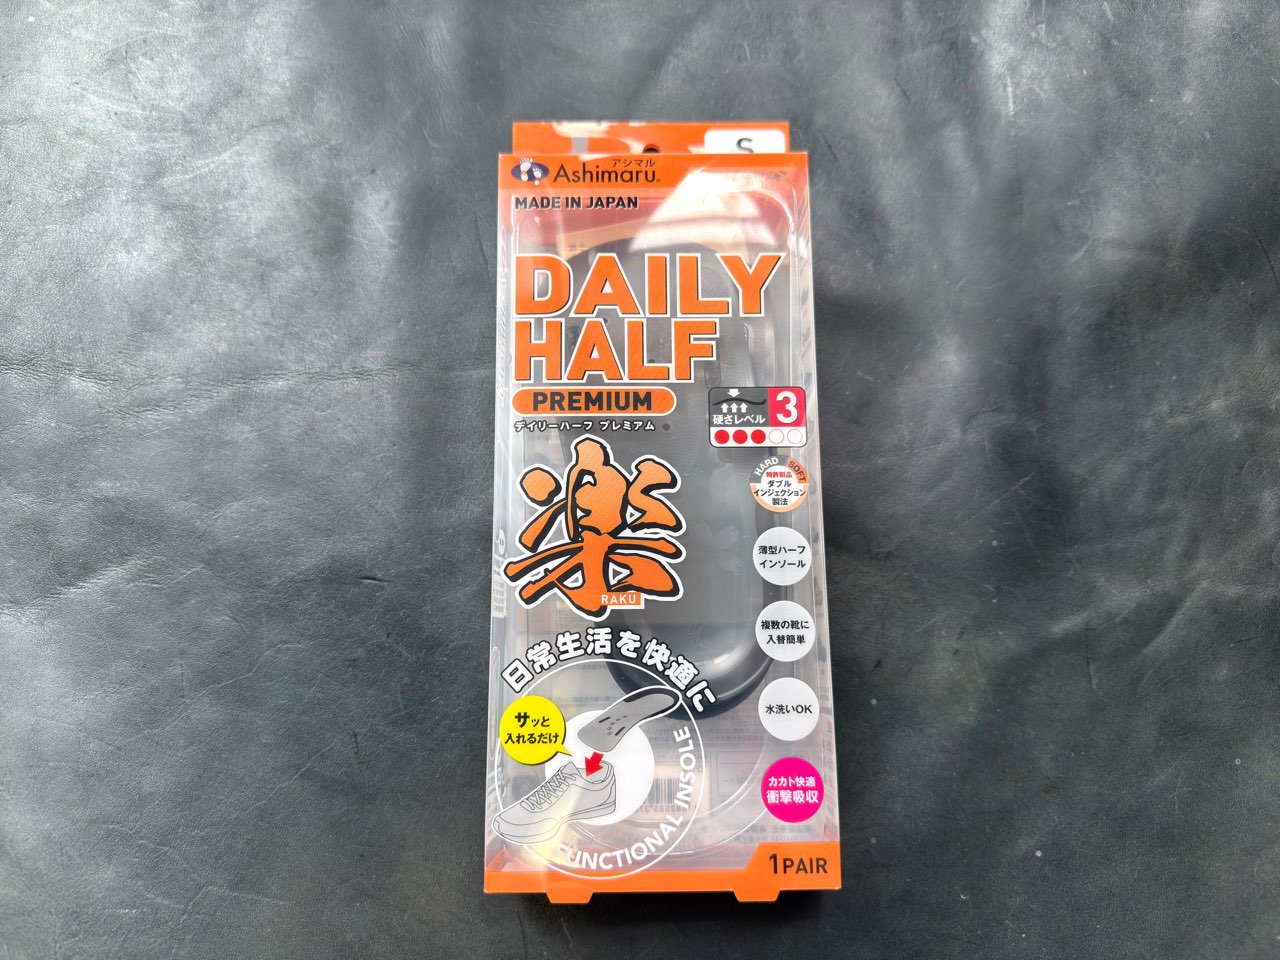 S
アシマル
Ashimaru®
MADE IN JAPAN
DAILY
HALF
PREMIUM
デイリーハーフ プレミアム
硬さレベル
3
HARD
SOFT
特許製品
ダブル
インジェクション
製法
楽
RAKU
薄型ハーフ
インソール
複数の靴に
入替簡単
日常生活を快適に
水洗いOK
サッと
入れるだけ
カカト快適
衝撃吸収
FUNCTIONAL INSOLE
1PAIR